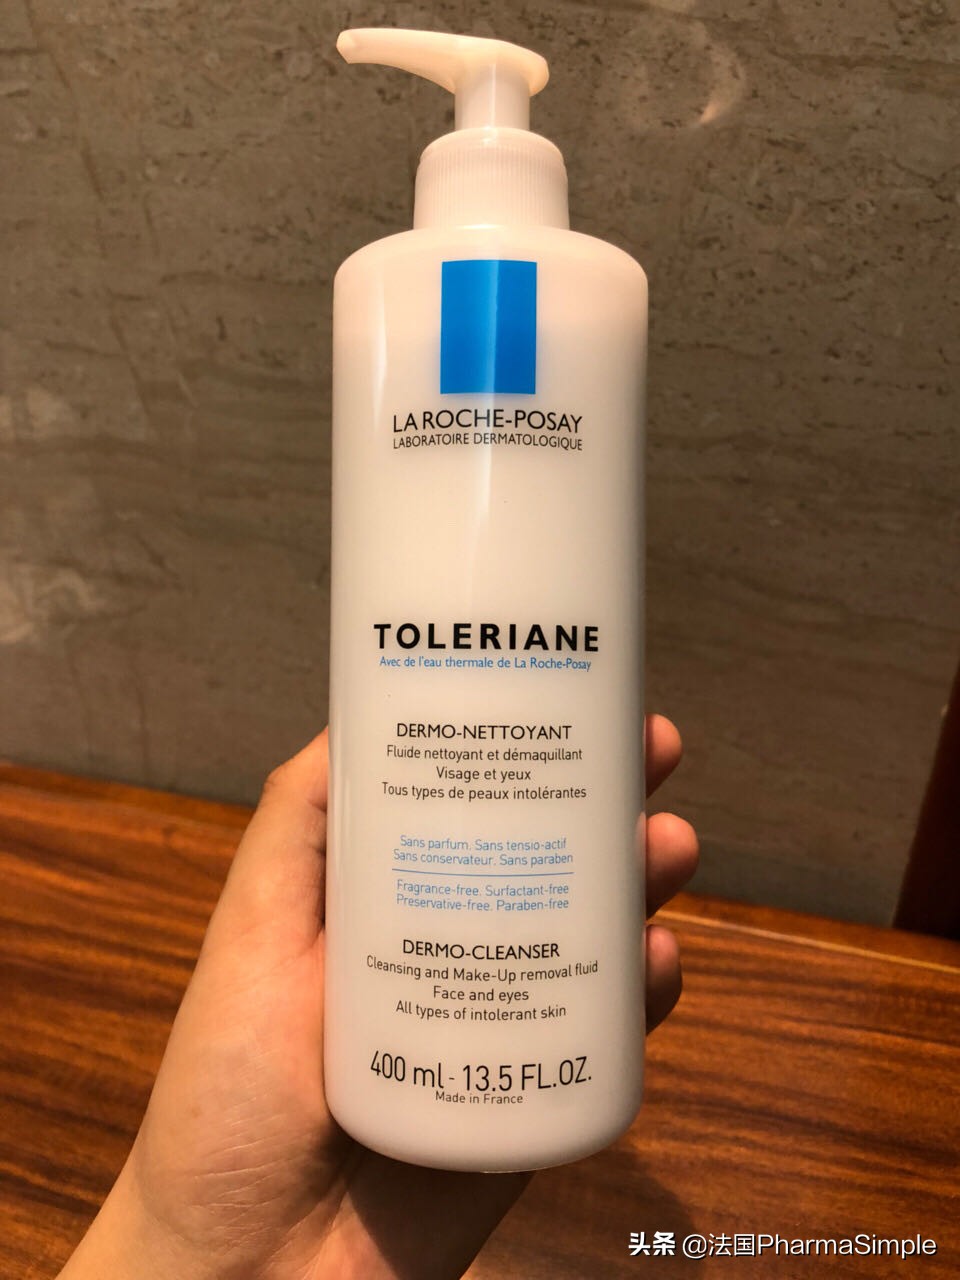 LA ROCHE-POSAY
LABORATOIRE DERMATOLOGIQUE
TOLERIANE
Avec de l'eau thermale de La Roche-Posay
DERMO-NETTOYANT
Fluide nettoyant et démaquillant
Visage et yeux
Tous types de peaux intolérantes
Sans parfum. Sans tensio-actif
Sans conservateur. Sans paraben
Fragrance-free. Surfactant-free
Preservative-free. Paraben-free
DERMO-CLEANSER
Cleansing and Make-Up removal fluid
Face and eyes
All types of intolerant skin
400 ml - 13.5 FL.OZ.
Made in France
头条 @法国PharmaSimple